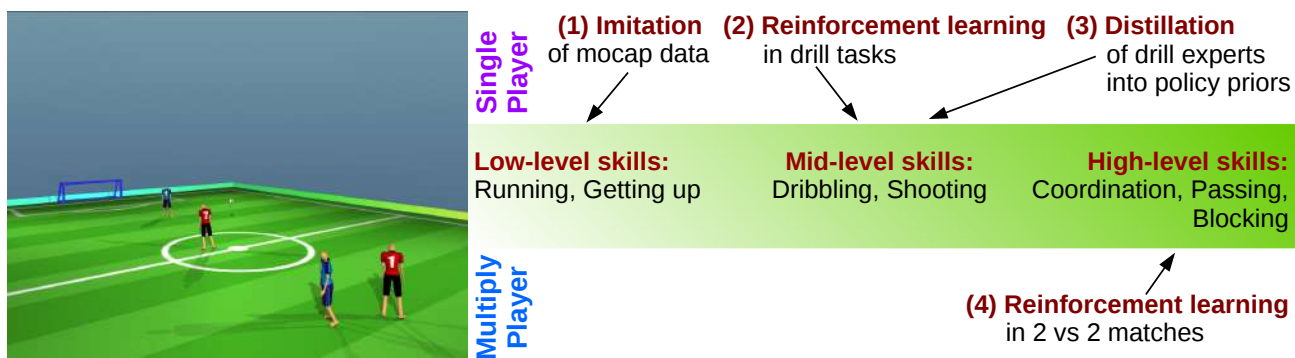 Single
Player
(1) Imitation
of mocap data
(2) Reinforcement learning
in drill tasks
(3) Distillation
of drill experts
into policy priors
Low-level skills:
Running, Getting up
Mid-level skills:
Dribbling, Shooting
High-level skills:
Coordination, Passing,
Blocking
Multiply
Player
(4) Reinforcement learning
in 2 vs 2 matches
1